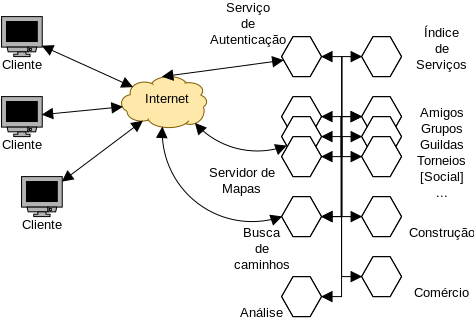 Serviço
de
Autenticação
Índice
de
Serviços
Cliente
Internet
Cliente
Amigos
Grupos
Guildas
Torneios
[Social]
...
Servidor de
Mapas
Cliente
Busca
de
caminhos
Construção
Análise
Comércio